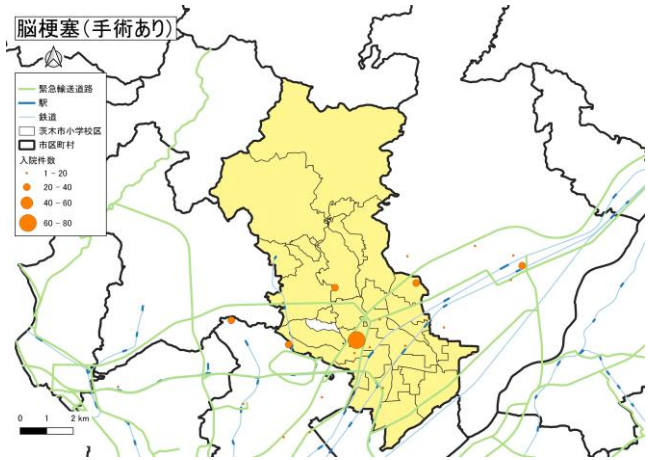 脳梗塞(手術あり)
緊急輸送道路
駅
鉄道
茨木市小学校区
市区町村
入院件数
1 - 20
20 - 40
40 - 60
60 - 80
0 1 2 km